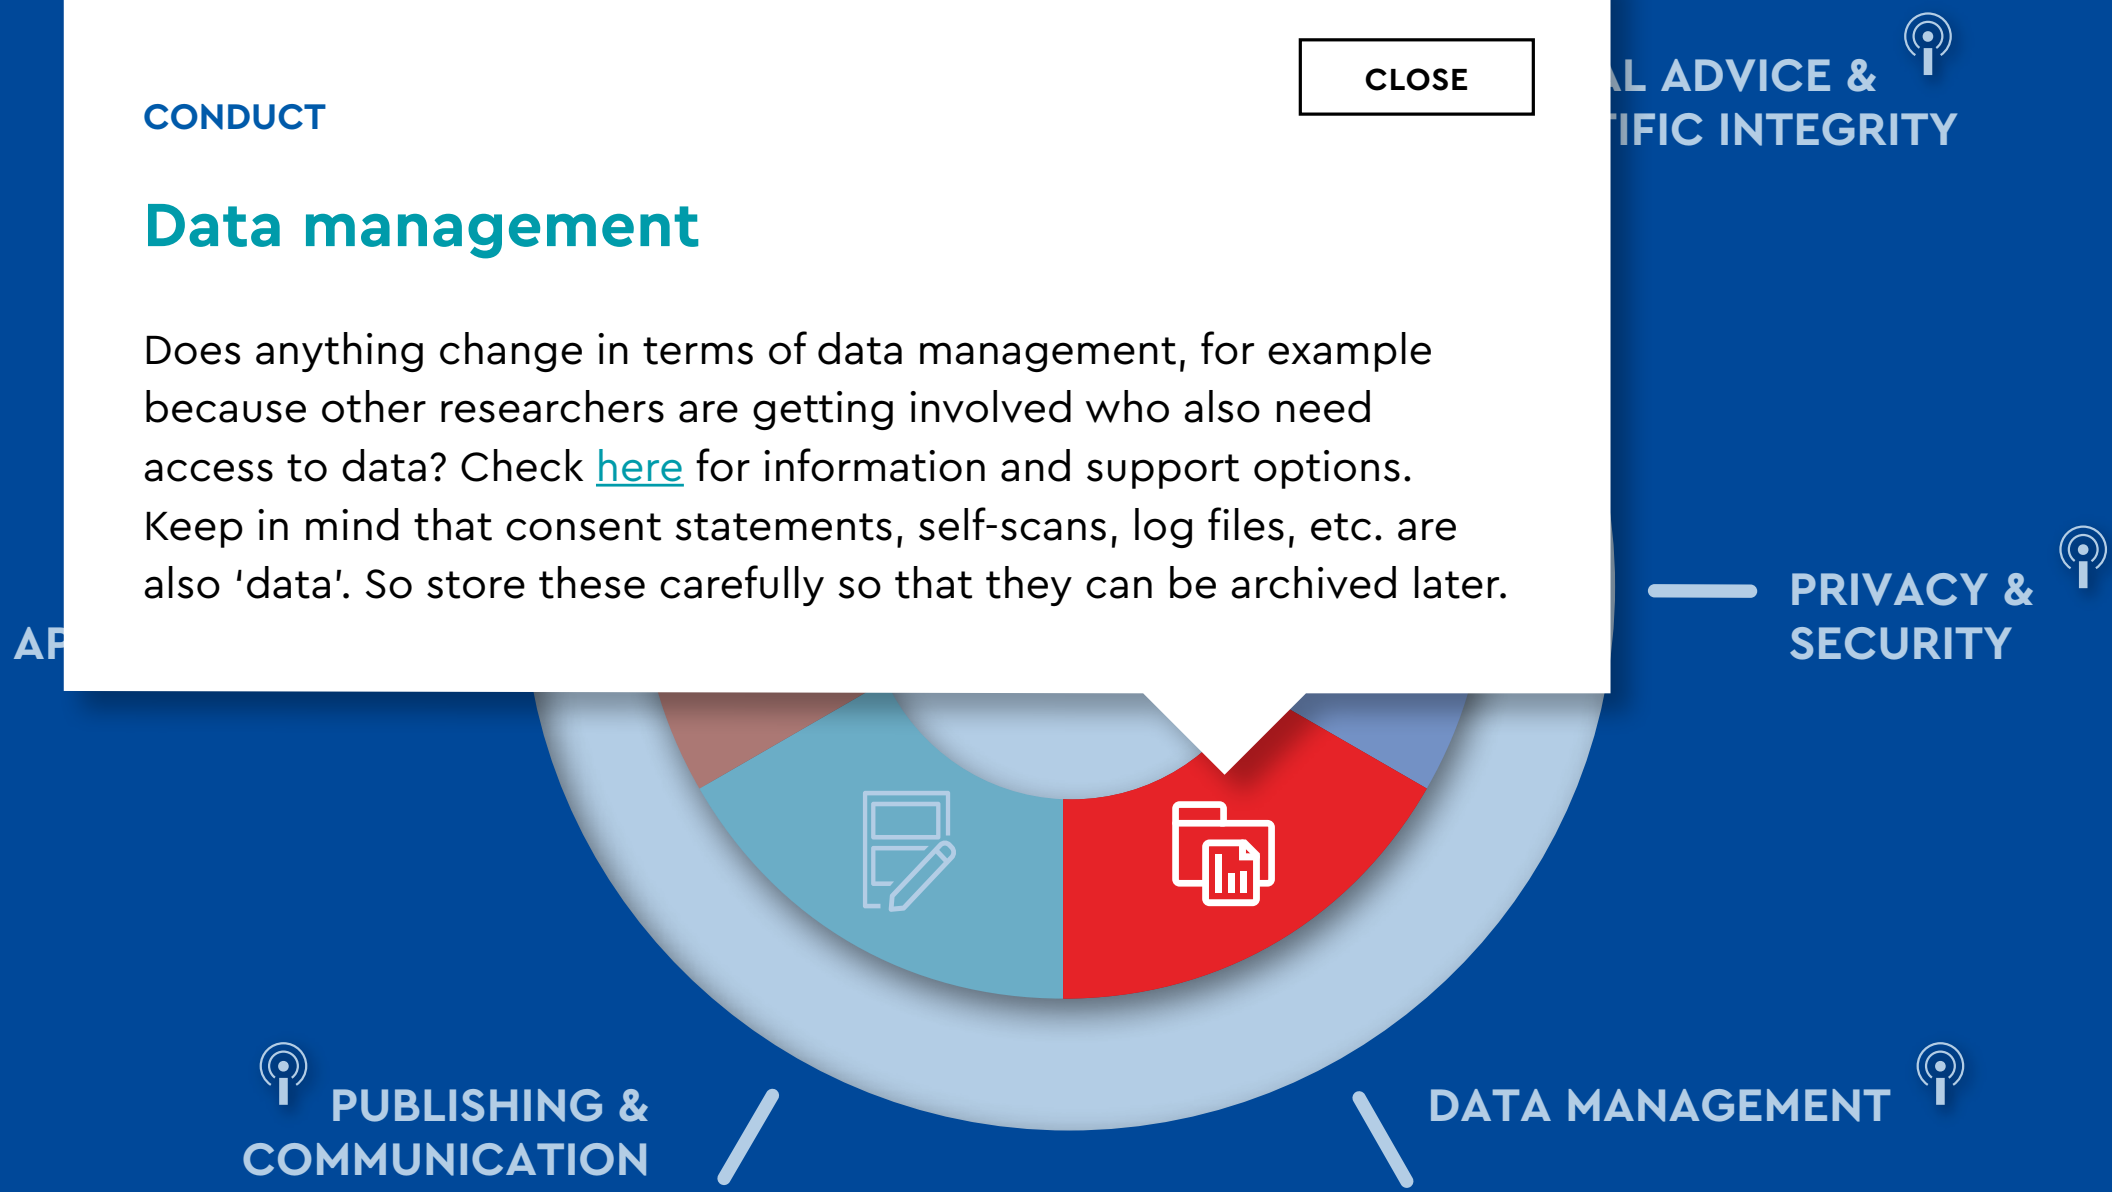 CLOSE
CONDUCT
Data management
Does anything change in terms of data management, for example
because other researchers are getting involved who also need
access to data? Check here for information and support options.
Keep in mind that consent statements, self-scans, log files, etc. are
also ‘data’. So store these carefully so that they can be archived later.
ADVICE &
INTEGRITY
PRIVACY &
SECURITY
PUBLISHING &
COMMUNICATION
DATA MANAGEMENT